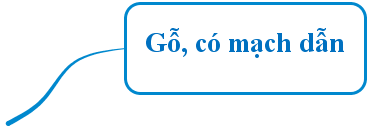 Gỗ, có mạch dẫn